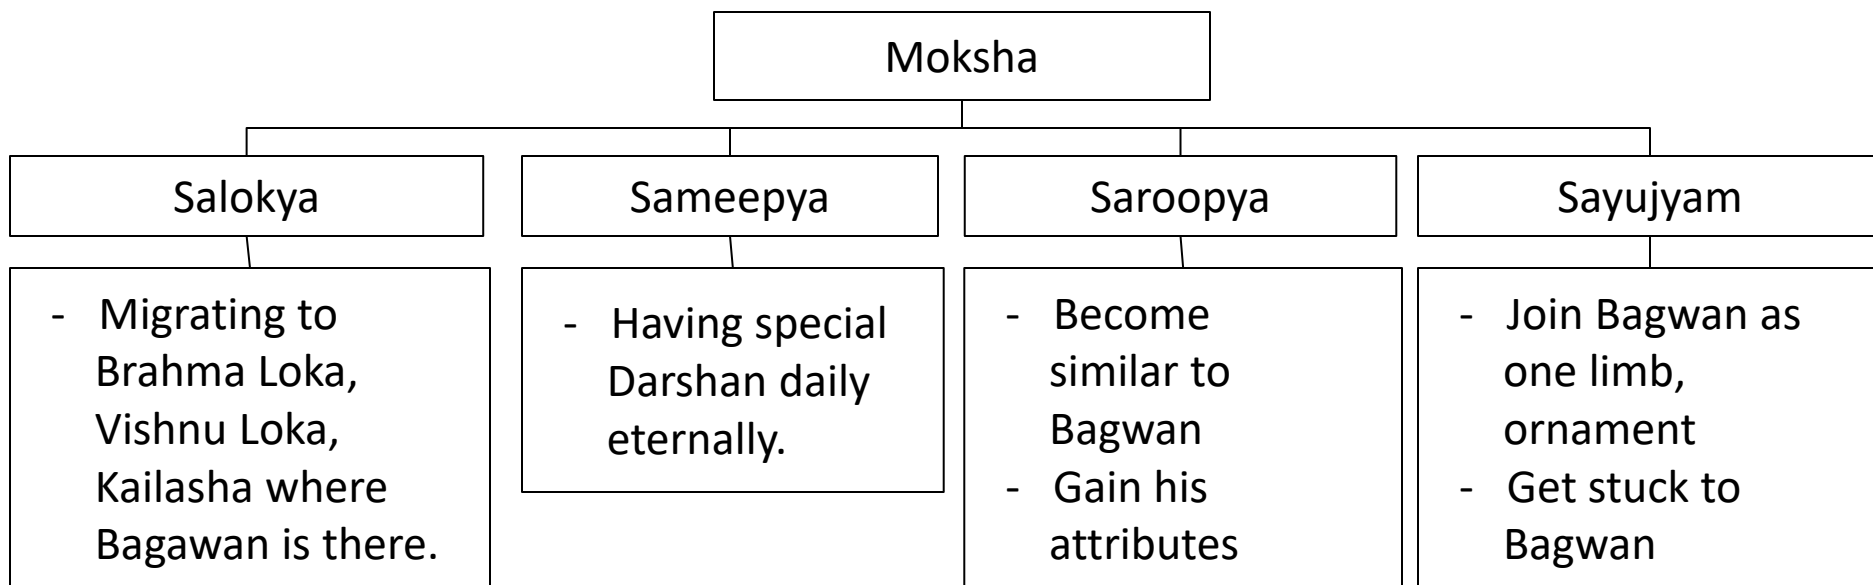 Moksha
Salokya
Sameepya
Saroopya
Sayujyam
- Migrating to
Brahma Loka,
Vishnu Loka,
Kailasha where
Bagawan is there.
- Having special
Darshan daily
eternally.
- Become
similar to
Bagwan
- Gain his
attributes
- Join Bagwan as
one limb,
ornament
- Get stuck to
Bagwan